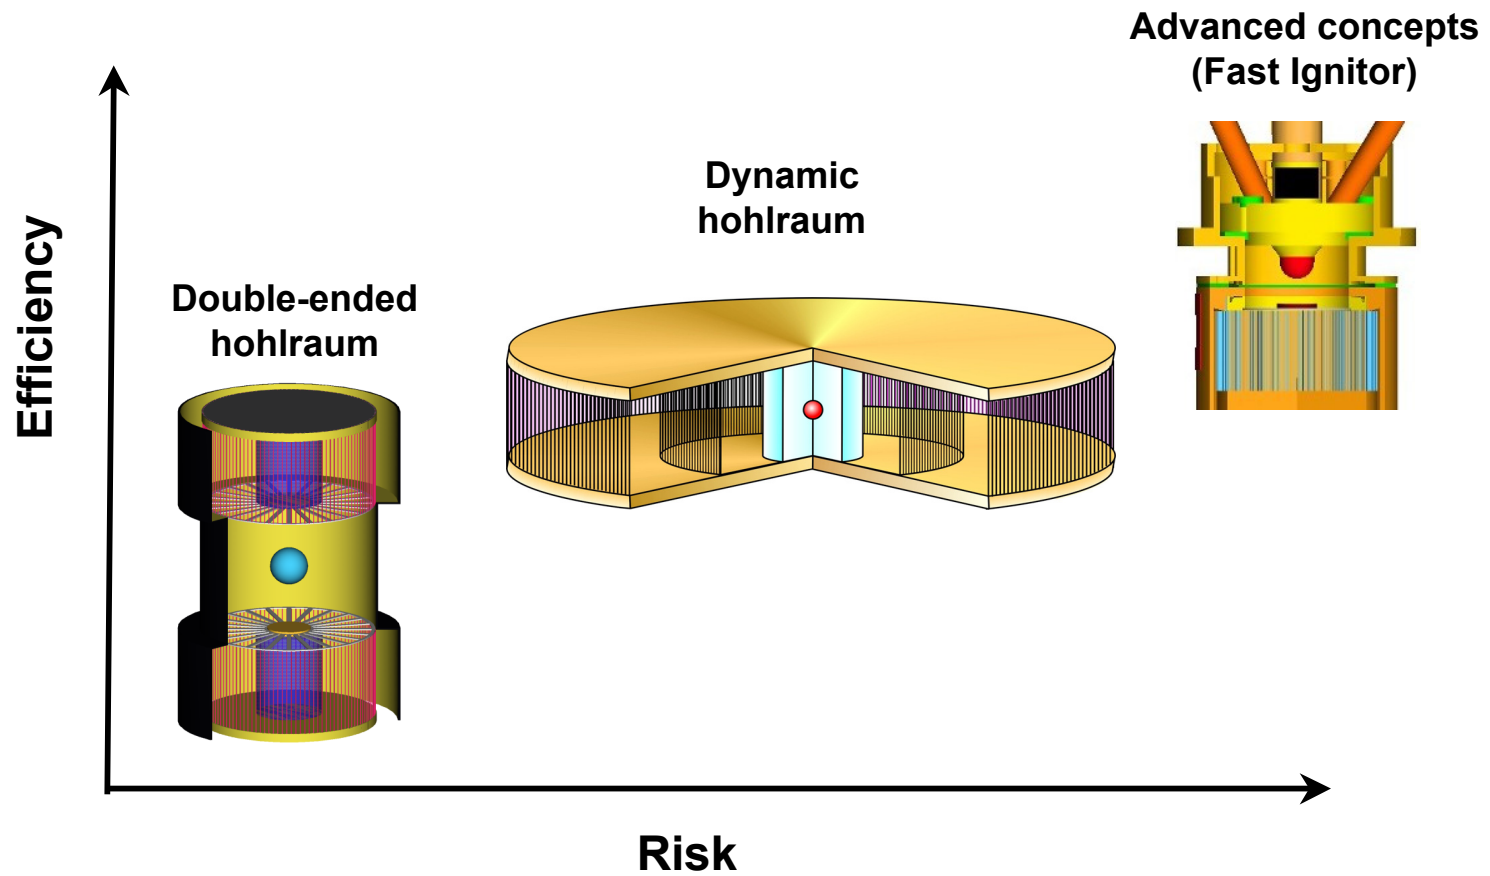 Advanced concepts
(Fast Ignitor)
Dynamic
hohlraum
Double-ended
hohlraum
Efficiency
Risk